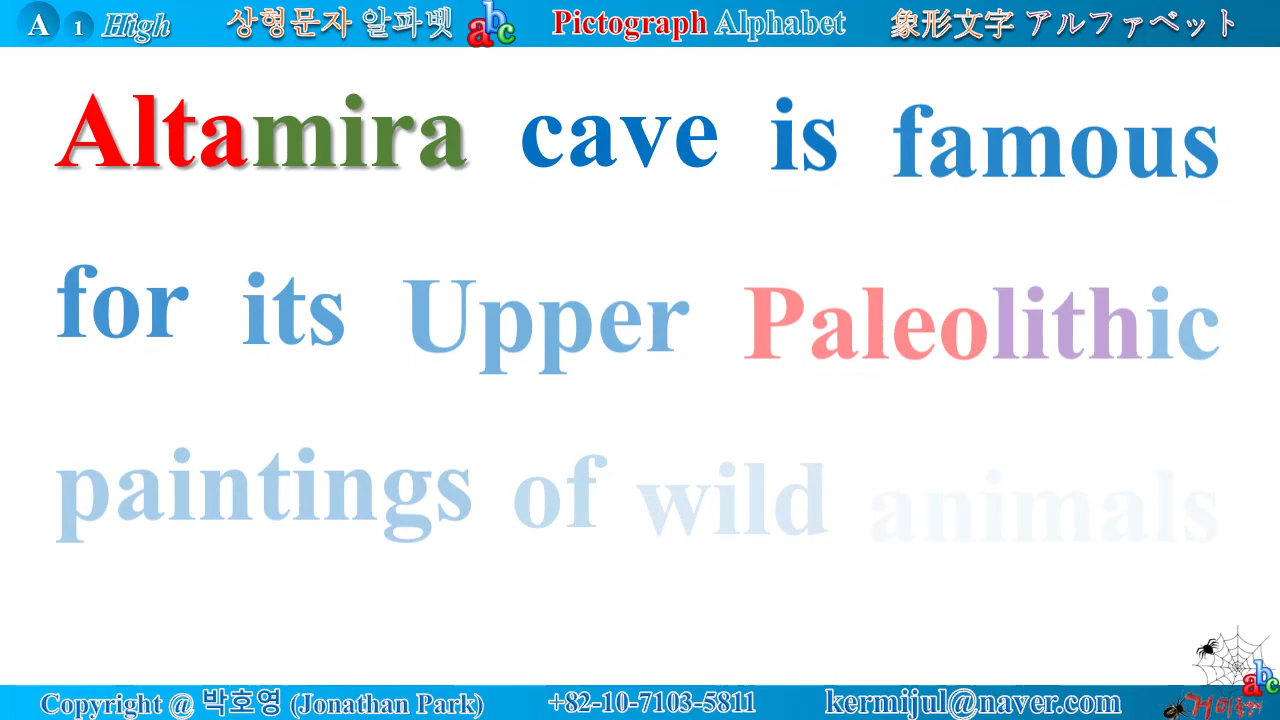 A 1 High 상형문자 알파벳 abc Pictograph Alphabet 象形文字 アルファベット
Altamira cave is famous
for its Upper Paleolithic
paintings of wild animals
abc
Copyright @ 박호영 (Jonathan Park) +82-10-7103-5811 kermijul@naver.com